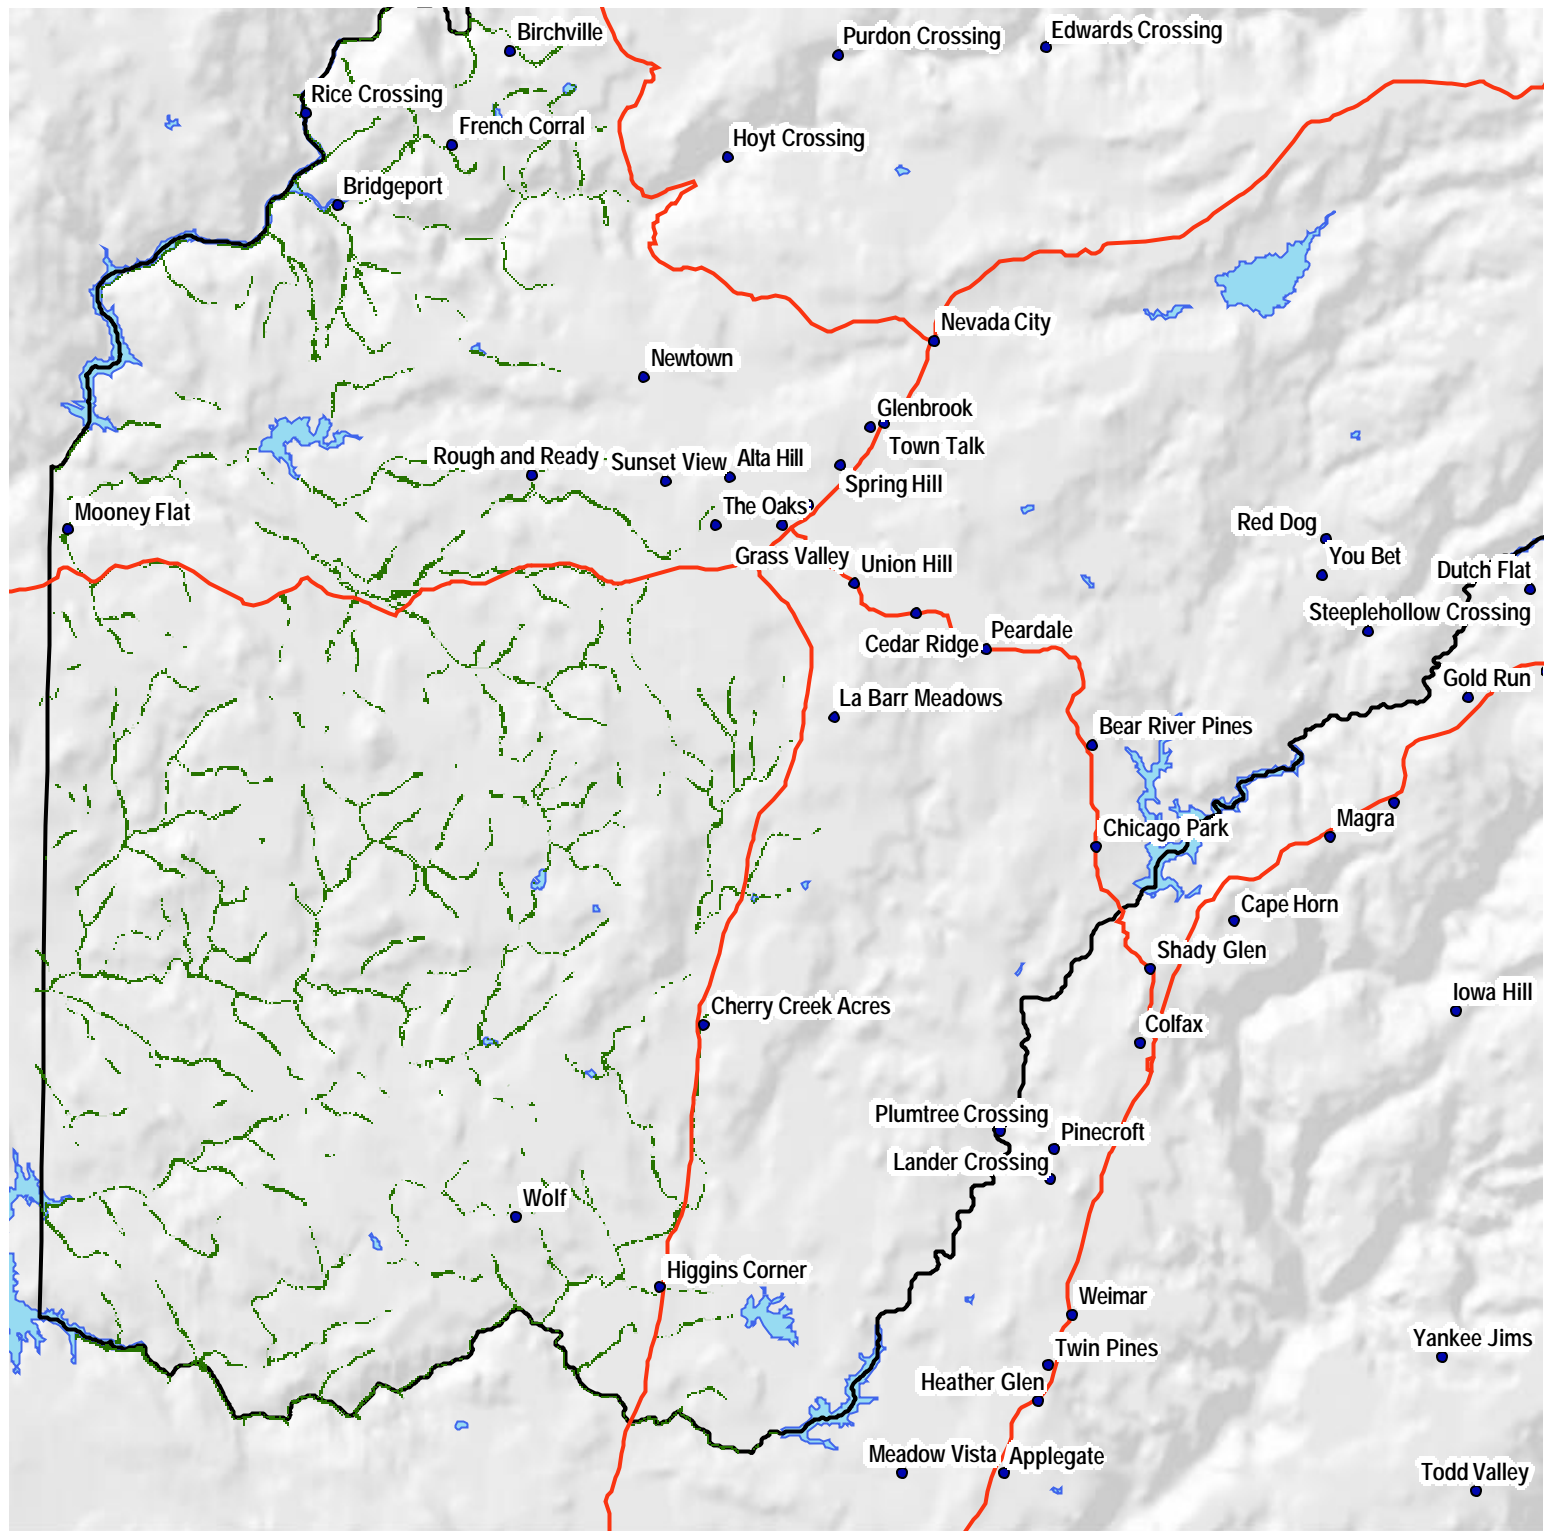 Birchville
Purdon Crossing
Edwards Crossing
Rice Crossing
French Corral
Hoyt Crossing
Bridgeport
Nevada City
Newtown
Glenbrook
Town Talk
Rough and Ready
Sunset View
Alta Hill
Spring Hill
Mooney Flat
The Oaks
Red Dog
Grass Valley
Union Hill
You Bet
Dutch Flat
Steeplehollow Crossing
Cedar Ridge
Peardale
Gold Run
La Barr Meadows
Bear River Pines
Chicago Park
Magra
Cape Horn
Shady Glen
Iowa Hill
Cherry Creek Acres
Colfax
Plumtree Crossing
Pinecroft
Lander Crossing
Wolf
Higgins Corner
Weimar
Yankee Jims
Twin Pines
Heather Glen
Meadow Vista
Applegate
Todd Valley